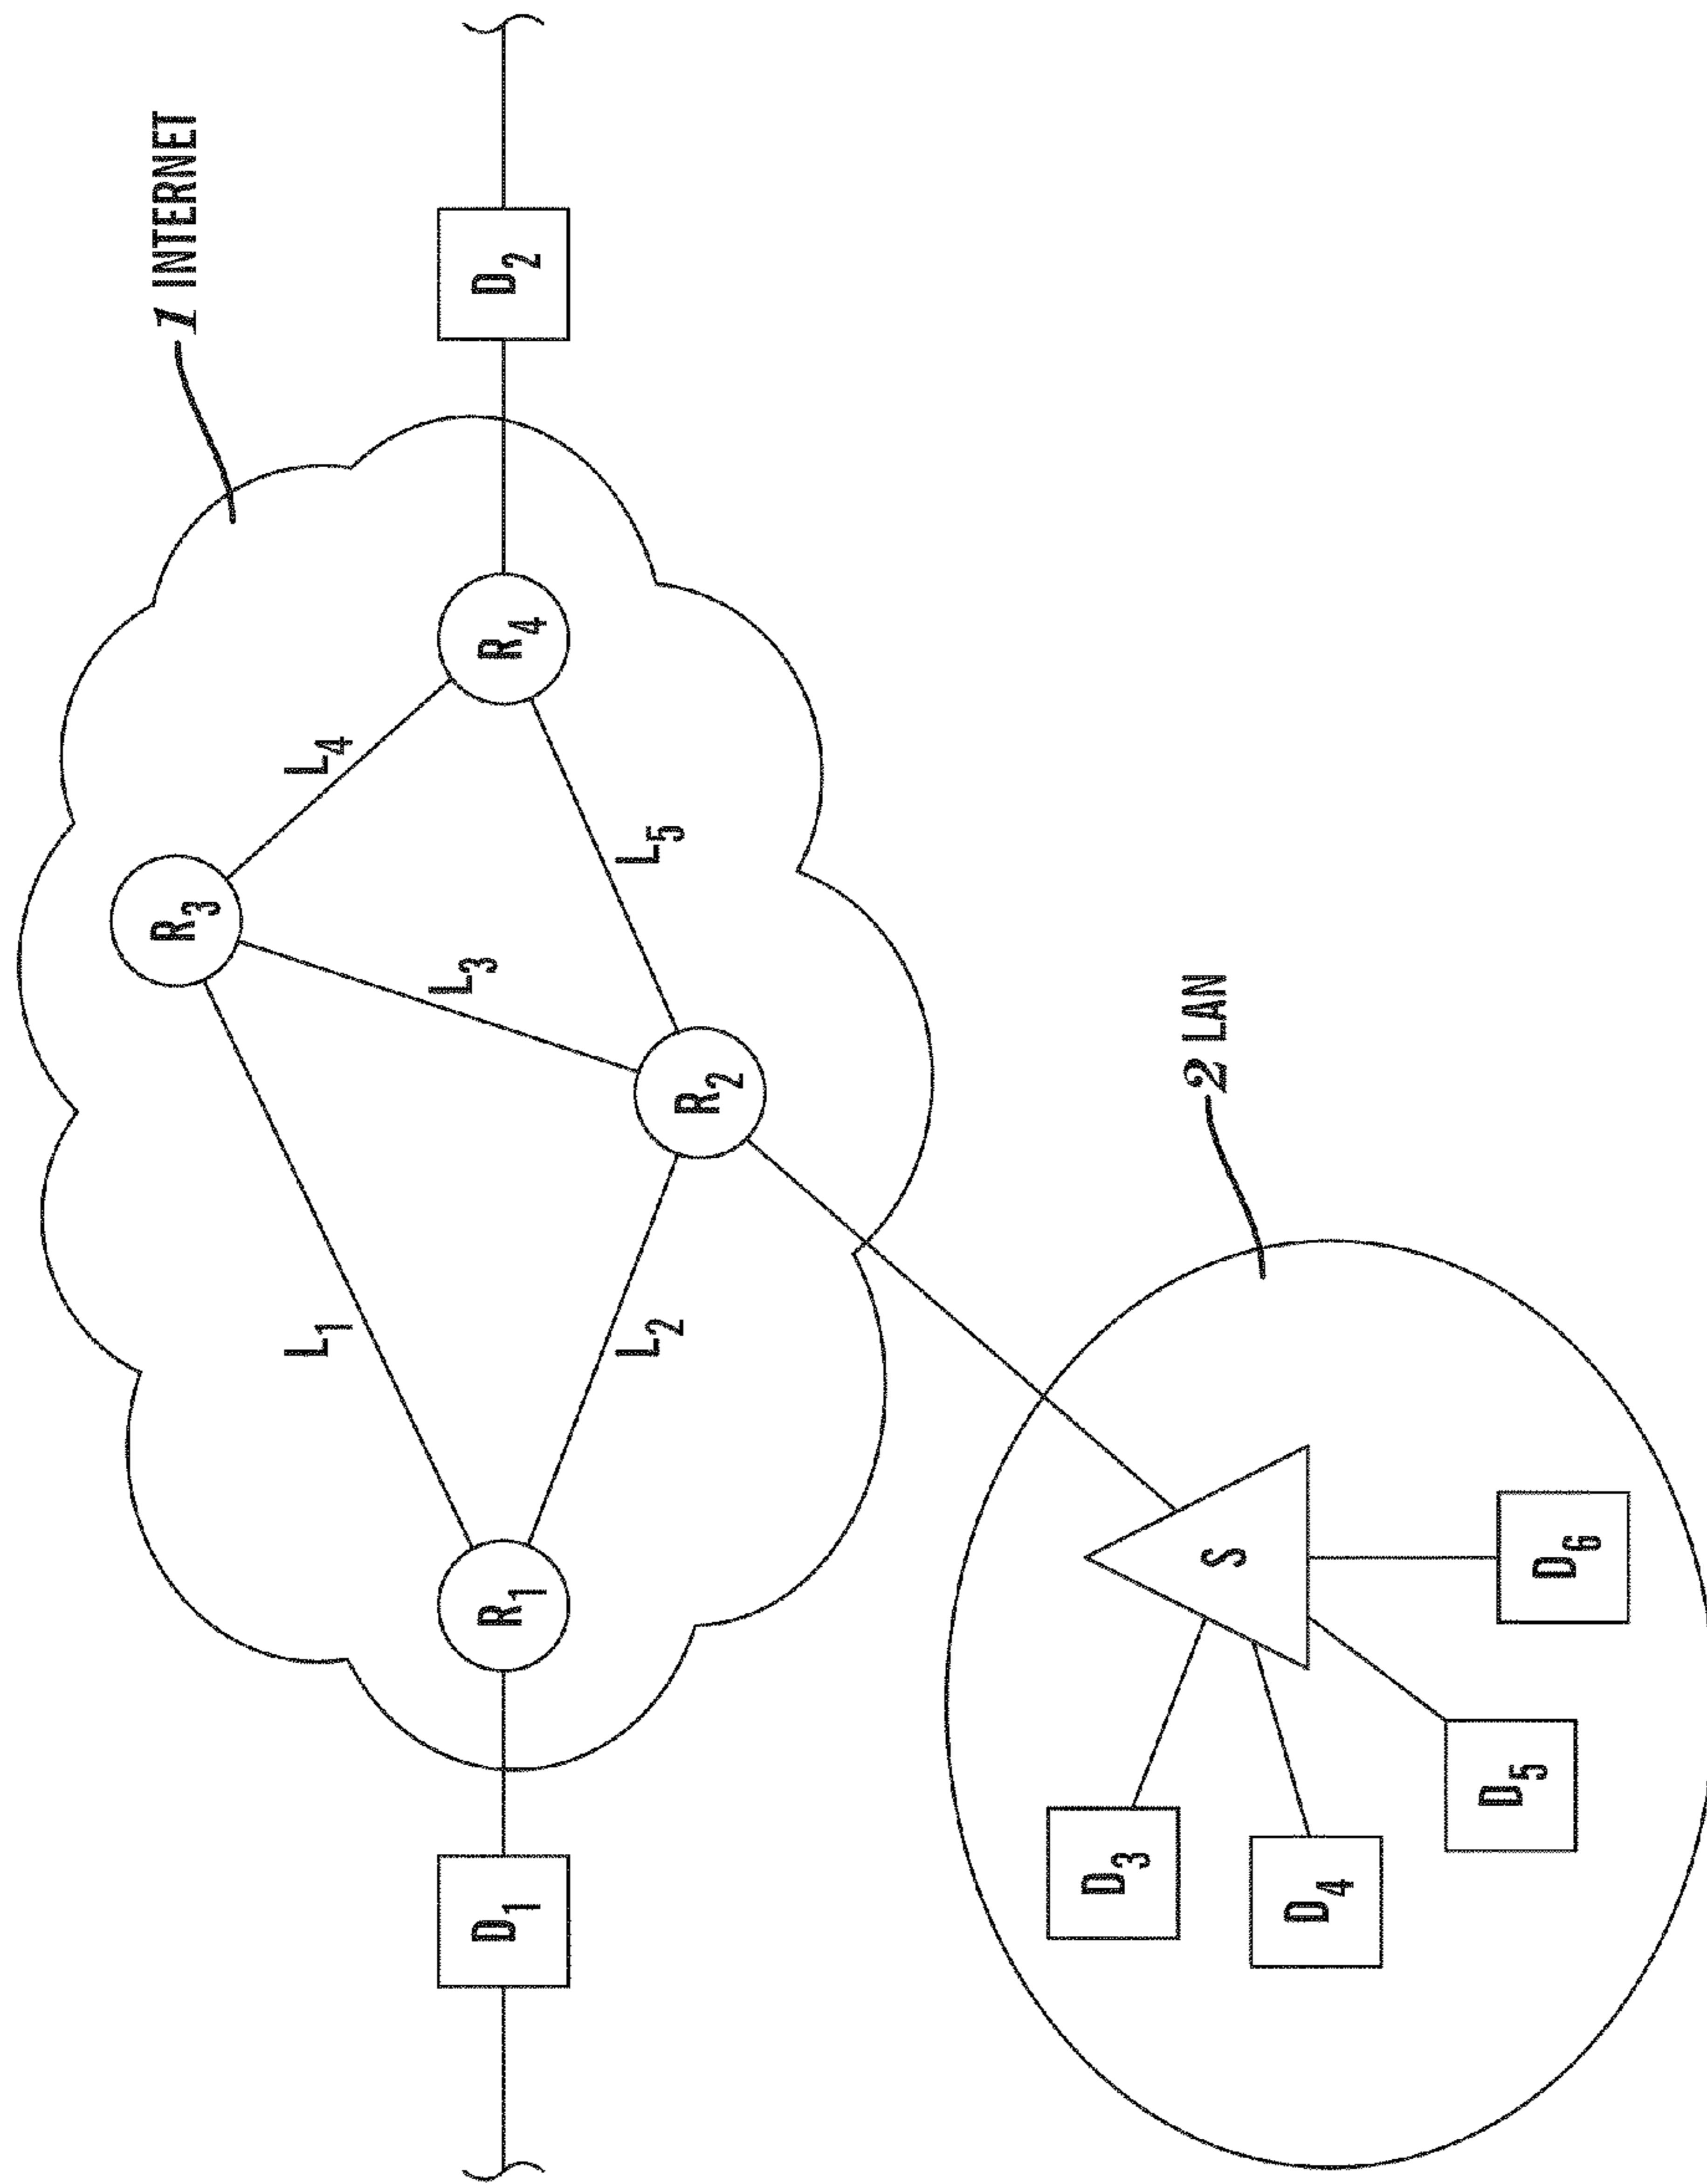 1 INTERNET
R₃
L₁
L₄
L₃
D₁
R₁
R₄
D₂
L₂
L₅
R₂
2 LAN
D₃
S
D₄
D₅
D₆